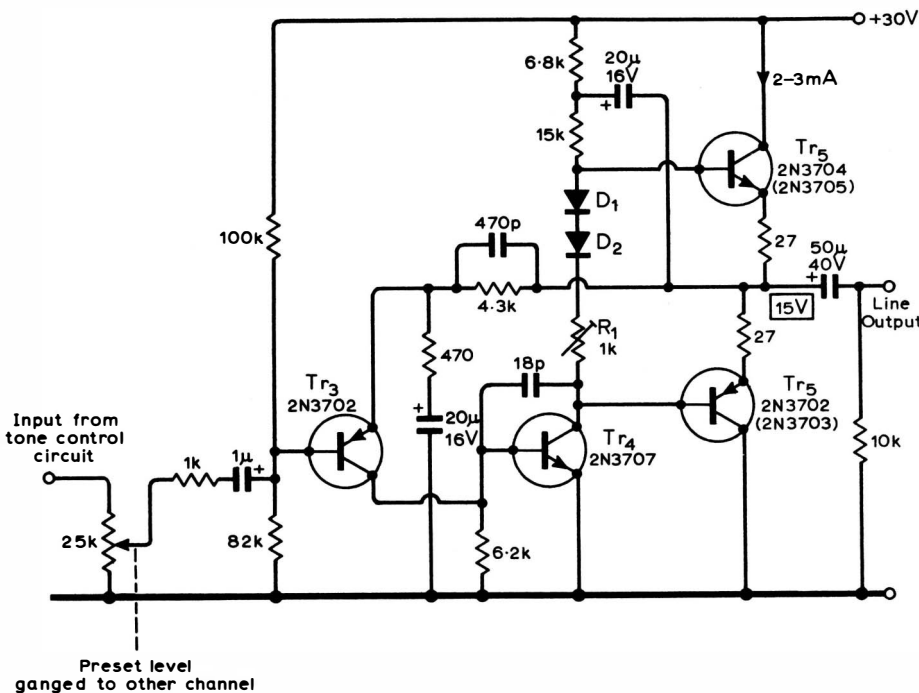 +30V
6·8k
20μ
16V
+
2-3mA
15k
Tr5
2N3704
(2N3705)
D1
470p
D2
27
50μ
40V
+
100k
4·3k
15V
Line
Output
R1
1k
27
470
18p
Tr3
2N3702
Tr5
2N3702
(2N3703)
+
20μ
16V
Tr4
2N3707
Input from
tone control
circuit
1k
1μ
+
10k
25k
82k
6·2k
Preset level
ganged to other channel